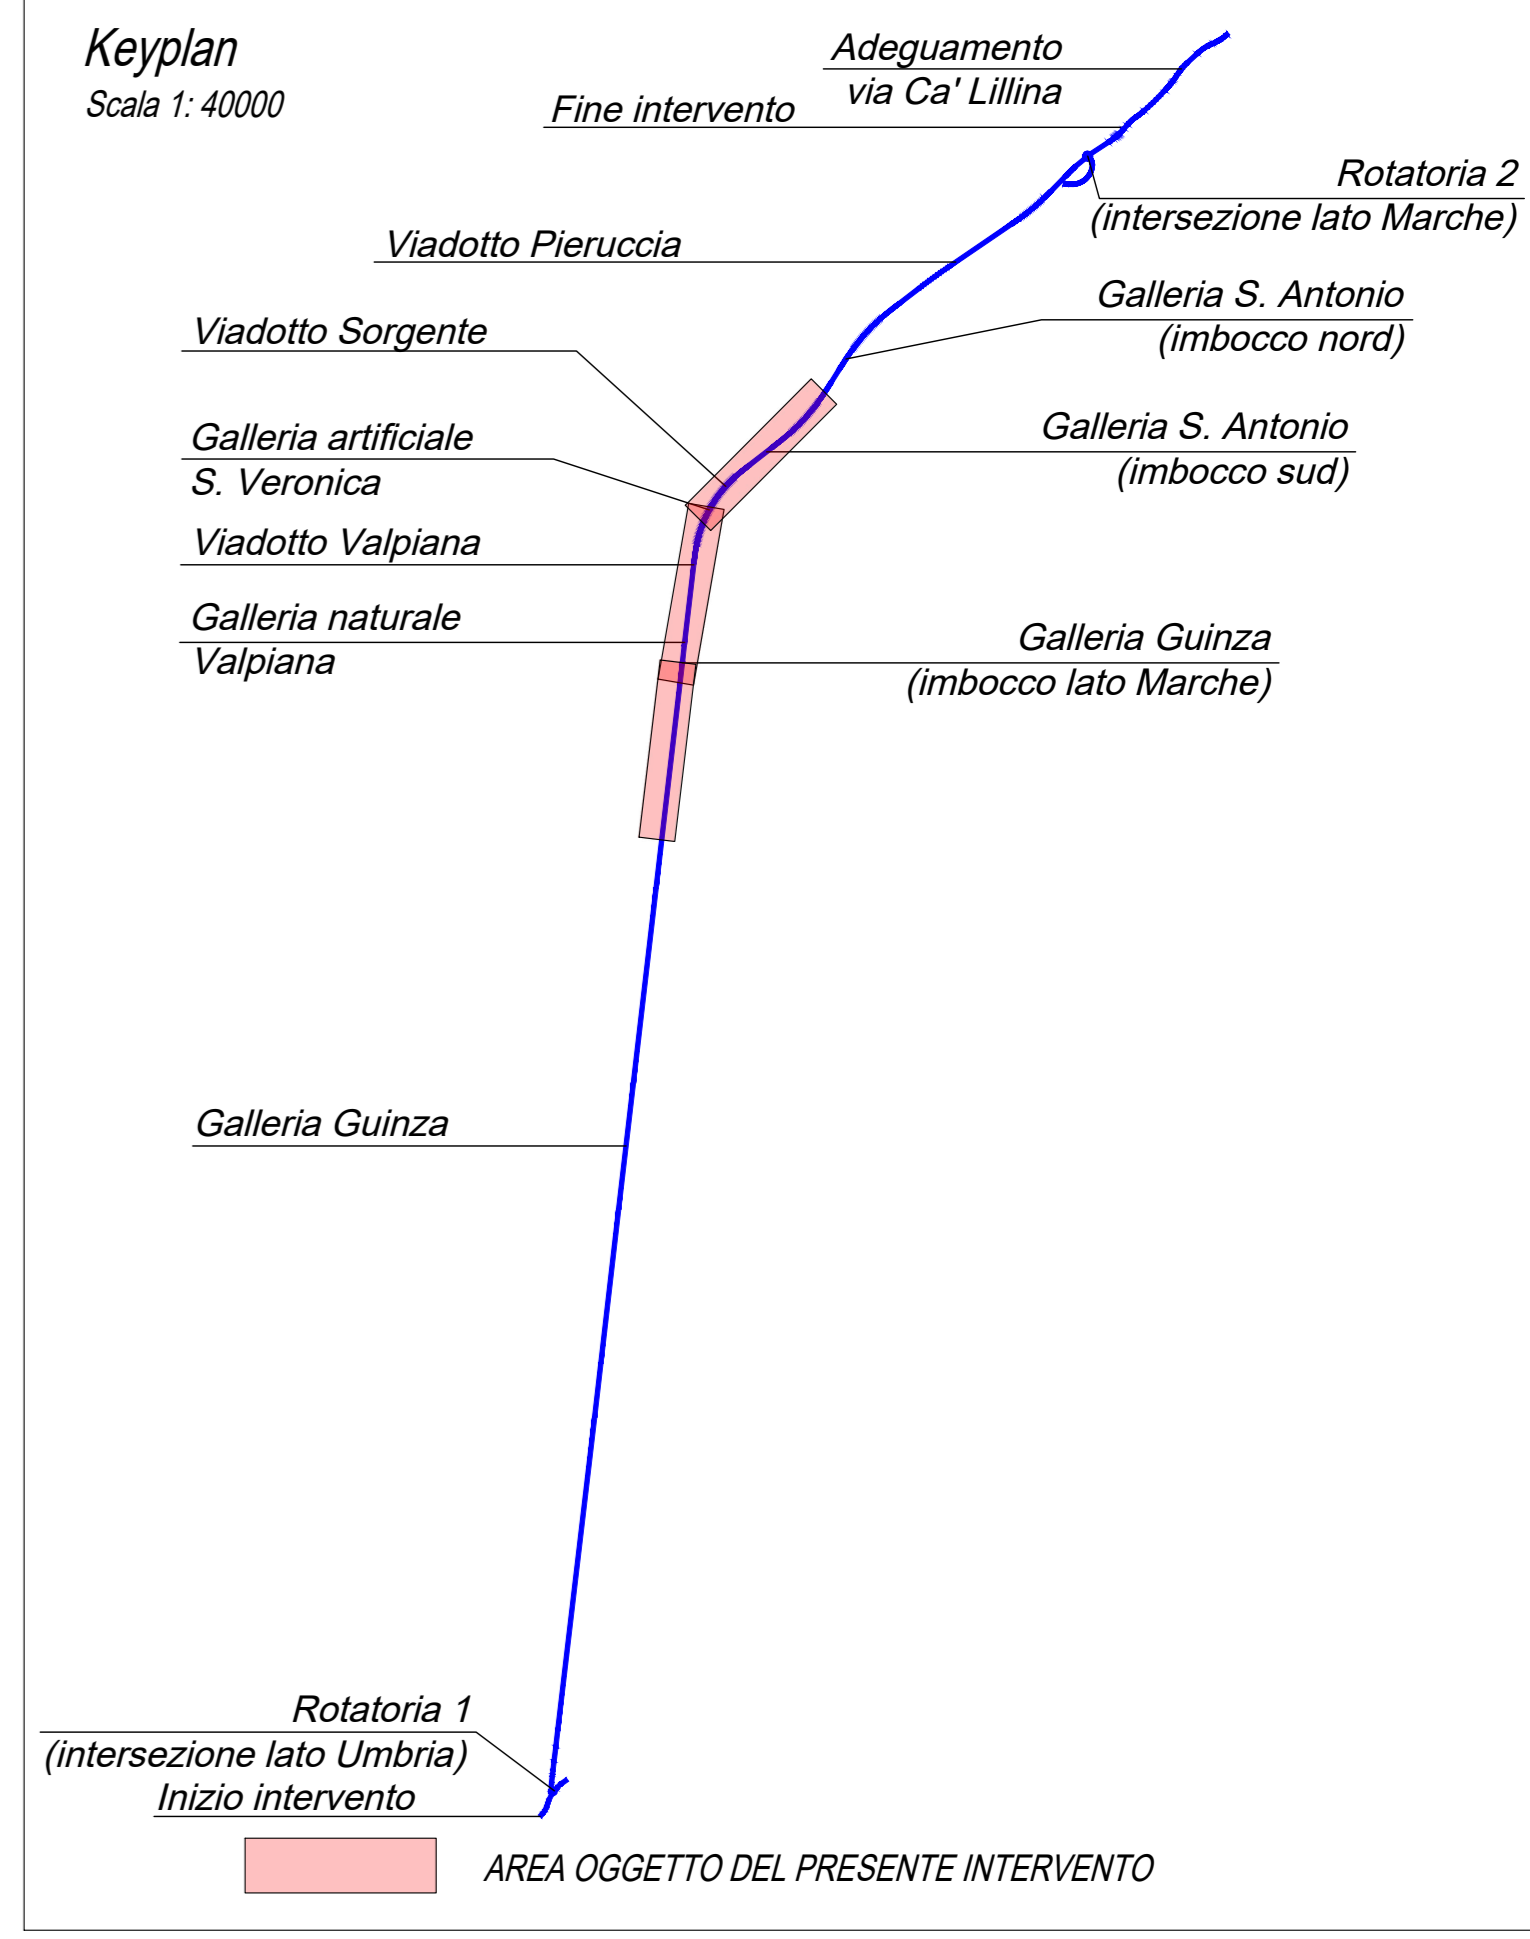 Keyplan
Scala 1: 40000
Adeguamento
via Ca' Lillina
Fine intervento
Rotatoria 2
(intersezione lato Marche)
Viadotto Pieruccia
Galleria S. Antonio
(imbocco nord)
Viadotto Sorgente
Galleria S. Antonio
(imbocco sud)
Galleria artificiale
S. Veronica
Viadotto Valpiana
Galleria naturale
Valpiana
Galleria Guinza
(imbocco lato Marche)
Galleria Guinza
Rotatoria 1
(intersezione lato Umbria)
Inizio intervento
AREA OGGETTO DEL PRESENTE INTERVENTO